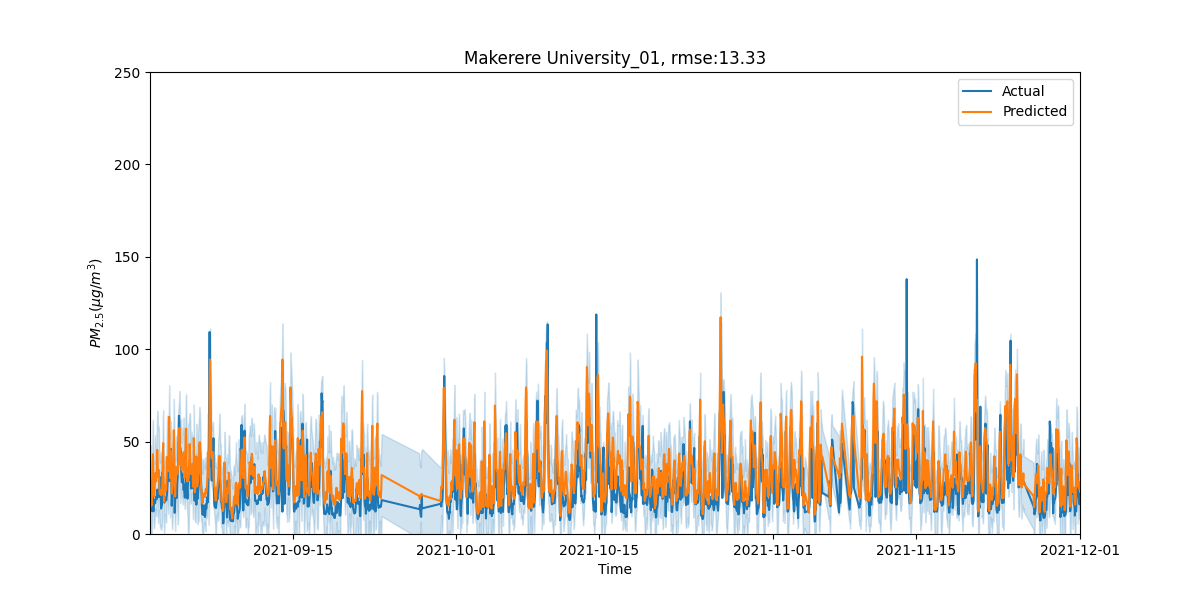 Makerere University_01, rmse:13.33
250
200
150
100
50
0
PM2.5(μg/m3)
Actual
Predicted
2021-09-15 2021-10-01 2021-10-15 2021-11-01 2021-11-15 2021-12-01
Time